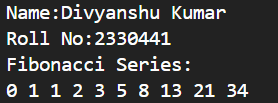 Name:Divyanshu Kumar
Roll No:2330441
Fibonacci Series:
0 1 1 2 3 5 8 13 21 34